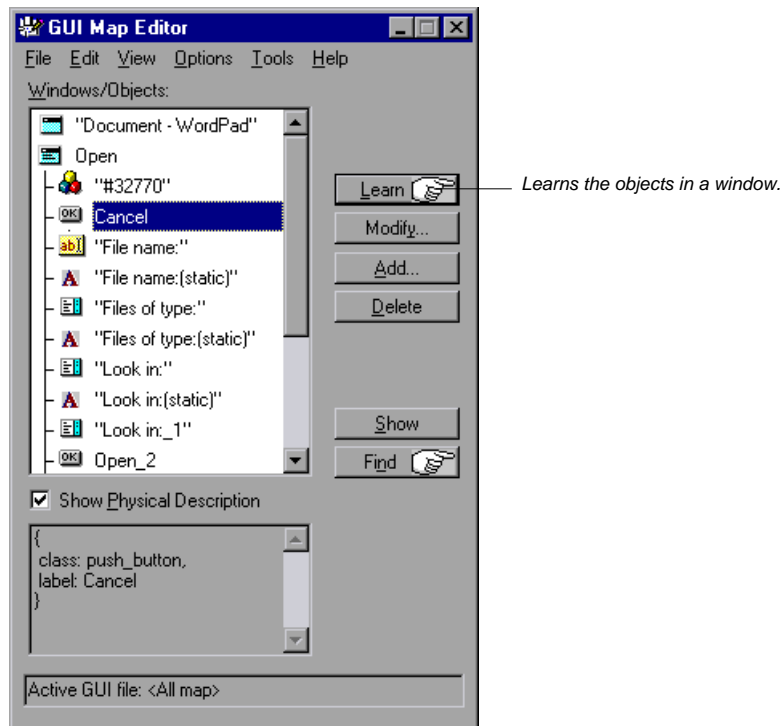 GUI Map Editor
File Edit View Options Tools Help
Windows/Objects:
"Document - WordPad"
Open
"#32770"
OK Cancel
ab "File name:"
A "File name:(static)"
"Files of type:"
A "Files of type:(static)"
"Look in:"
A "Look in:(static)"
"Look in:_1"
OK Open_2
Learn
Learns the objects in a window.
Modify...
Add...
Delete
Show
Find
Show Physical Description
{
class: push_button,
label: Cancel
}
Active GUI file: <All map>